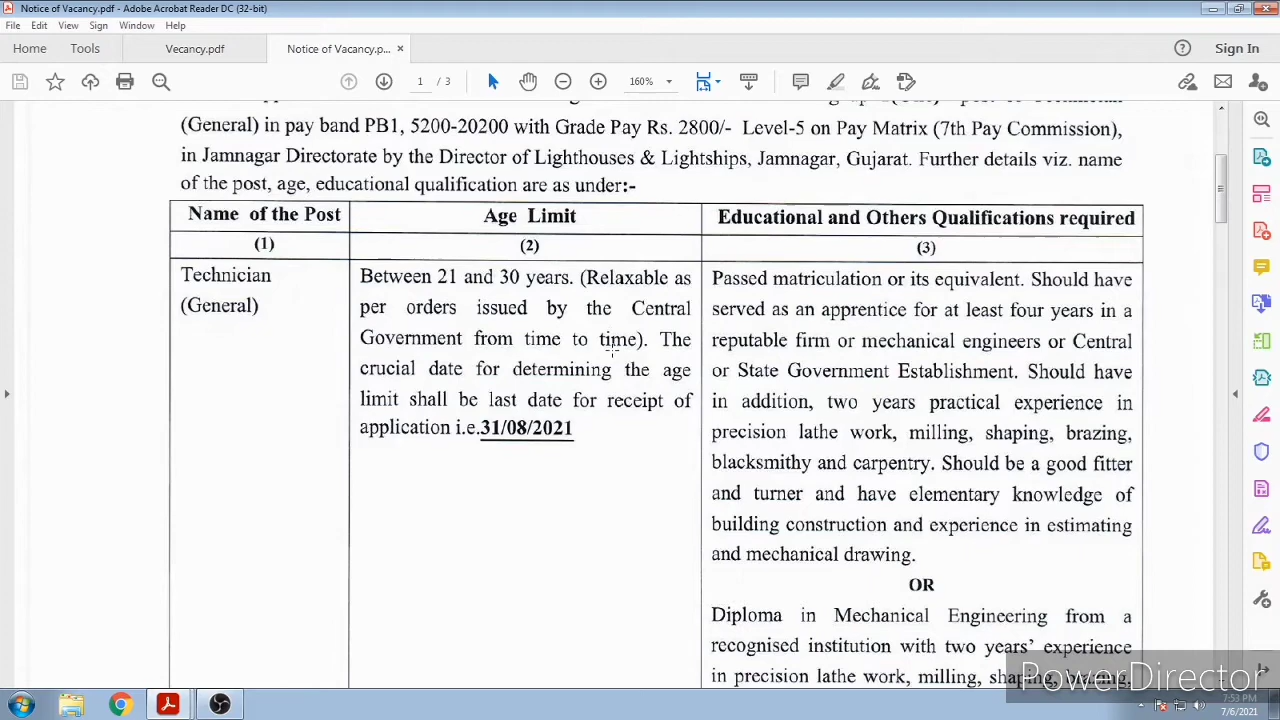 Notice of Vacancy.pdf - Adobe Acrobat Reader DC (32-bit)
File Edit View Sign Window Help
Home Tools Vecancy.pdf Notice of Vacancy.p... × Sign In
1 / 3 160%
(General) in pay band PB1, 5200-20200 with Grade Pay Rs. 2800/- Level-5 on Pay Matrix (7th Pay Commission),
in Jamnagar Directorate by the Director of Lighthouses & Lightships, Jamnagar, Gujarat. Further details viz. name
of the post, age, educational qualification are as under:-
Name of the Post Age Limit Educational and Others Qualifications required
(1) (2) (3)
Technician
(General)
Between 21 and 30 years. (Relaxable as
per orders issued by the Central
Government from time to time). The
crucial date for determining the age
limit shall be last date for receipt of
application i.e.31/08/2021
Passed matriculation or its equivalent. Should have
served as an apprentice for at least four years in a
reputable firm or mechanical engineers or Central
or State Government Establishment. Should have
in addition, two years practical experience in
precision lathe work, milling, shaping, brazing,
blacksmithy and carpentry. Should be a good fitter
and turner and have elementary knowledge of
building construction and experience in estimating
and mechanical drawing.
OR
Diploma in Mechanical Engineering from a
recognised institution with two years' experience
in precision lathe work, milling, shaping, brazing,
PowerDirector
7:53 PM
7/6/2021